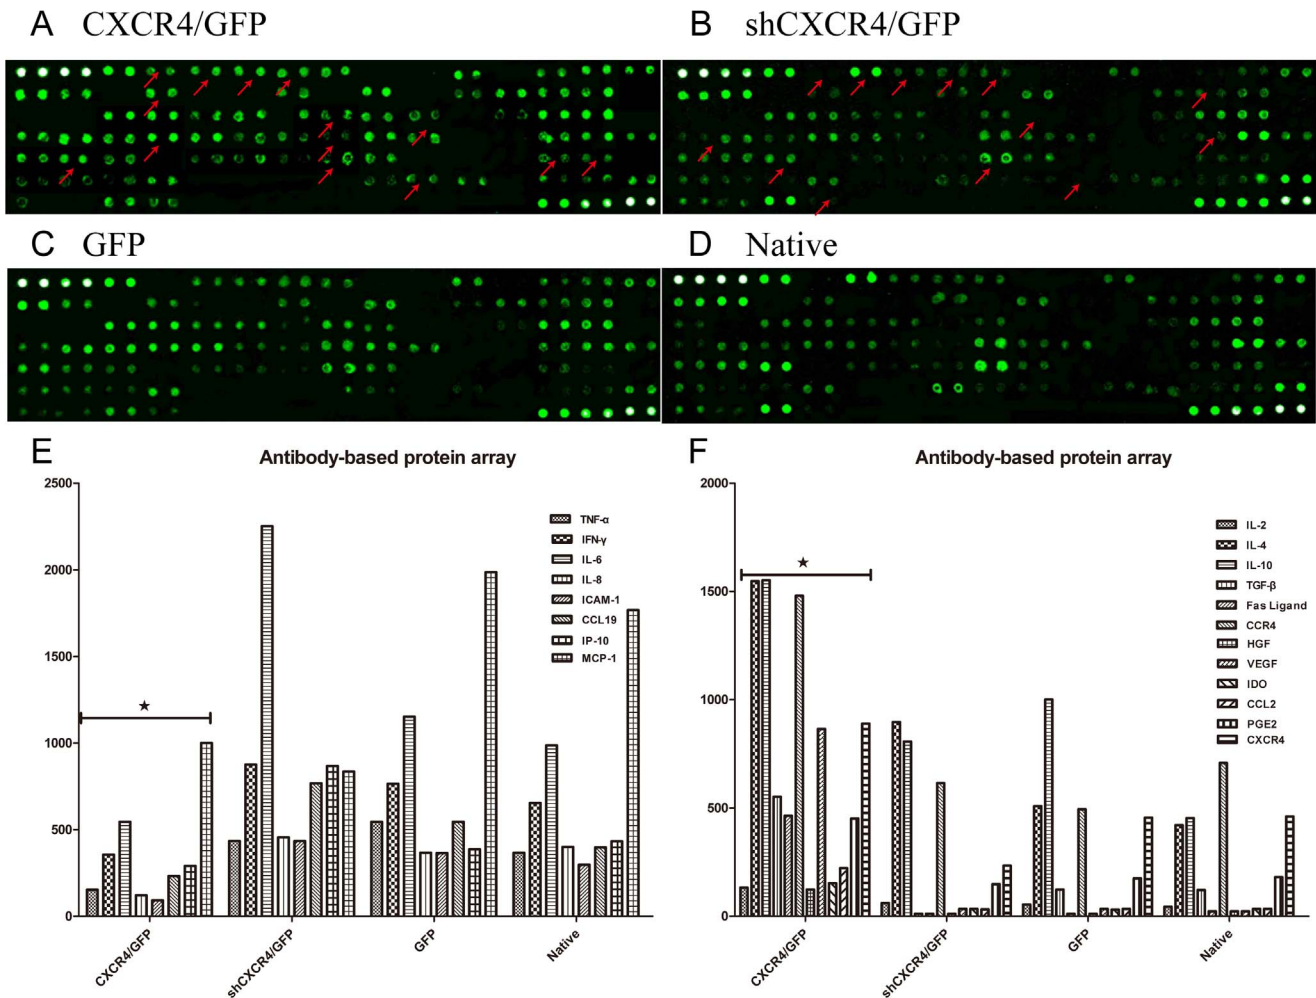 A CXCR4/GFP
B shCXCR4/GFP
C GFP
D Native
E
Antibody-based protein array
2500
2000
1500
1000
500
0
TNF-α
IFN-γ
IL-6
IL-8
ICAM-1
CCL19
IP-10
MCP-1
CXCR4/GFP
shCXCR4/GFP
GFP
Native
F
Antibody-based protein array
2000
1500
1000
500
0
IL-2
IL-4
IL-10
TGF-β
Fas Ligand
CCR4
HGF
VEGF
IDO
CCL2
PGE2
CXCR4
CXCR4/GFP
shCXCR4/GFP
GFP
Native